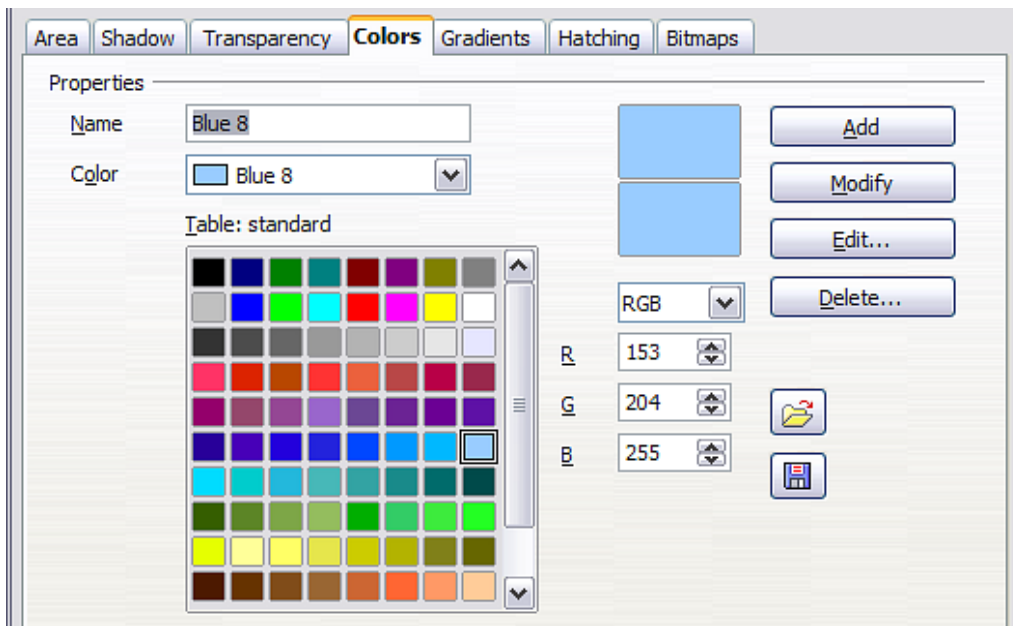 Area Shadow Transparency Colors Gradients Hatching Bitmaps
Properties
Name Blue 8 Add
Color Blue 8 Modify
Table: standard Edit...
RGB Delete...
R 153
G 204
B 255